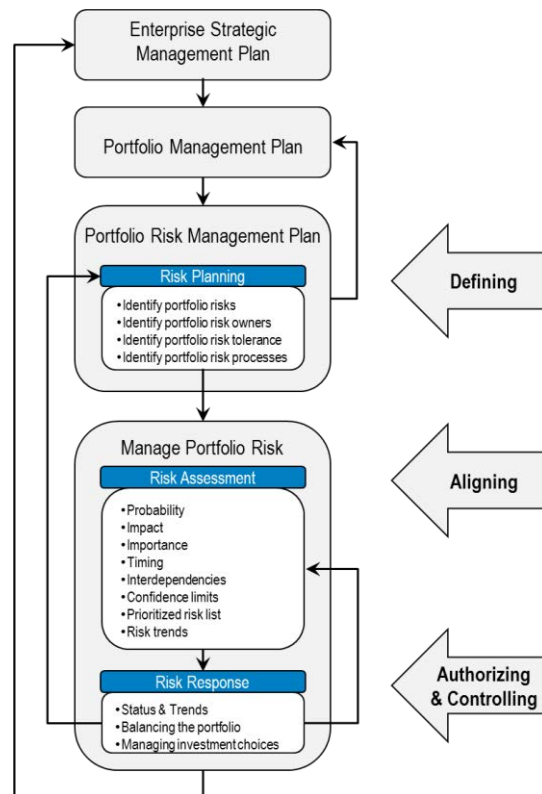 Enterprise Strategic
Management Plan
Portfolio Management Plan
Portfolio Risk Management Plan
Risk Planning
•Identify portfolio risks
•Identify portfolio risk owners
•Identify portfolio risk tolerance
•Identify portfolio risk processes
Defining
Manage Portfolio Risk
Risk Assessment
•Probability
•Impact
•Importance
•Timing
•Interdependencies
•Confidence limits
•Prioritized risk list
•Risk trends
Aligning
Risk Response
•Status & Trends
•Balancing the portfolio
•Managing investment choices
Authorizing
& Controlling